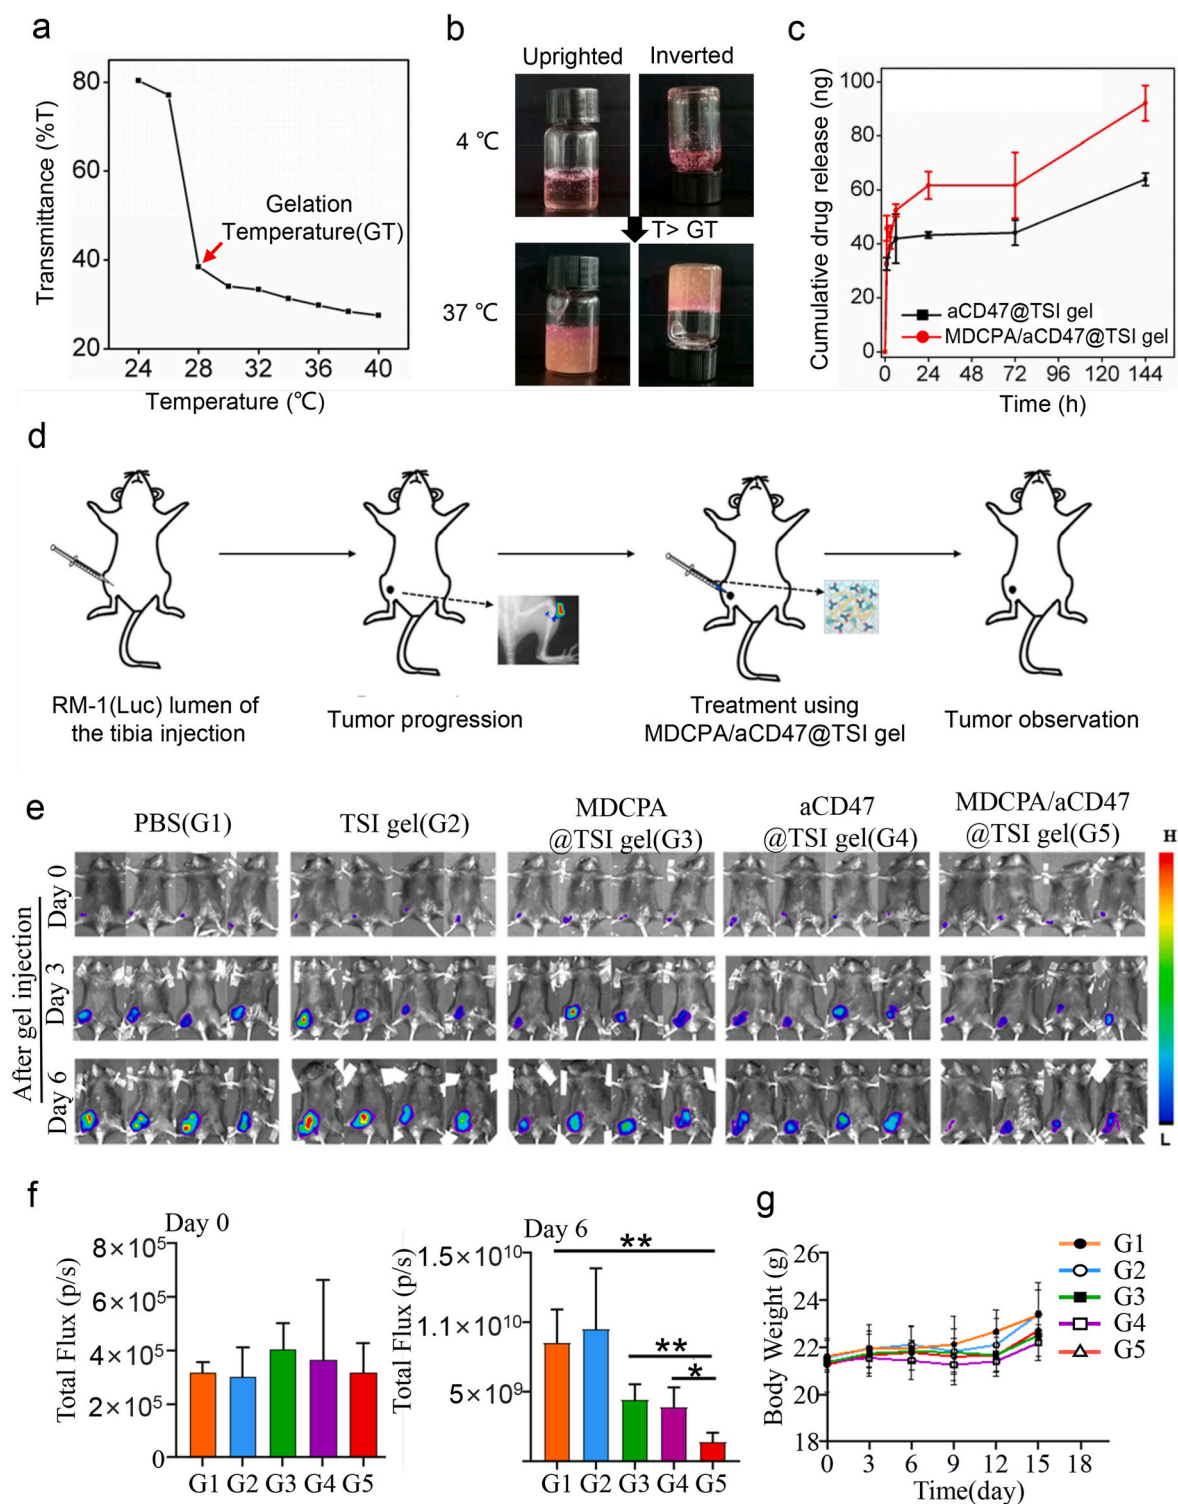 a
80
60
40
20
Transmittance (%T)
Gelation
Temperature(GT)
24 28 32 36 40
Temperature (℃)
b
Uprighted Inverted
4 ℃
T> GT
37 ℃
c
100
80
60
40
20
0
Cumulative drug release (ng)
aCD47@TSI gel
MDCPA/aCD47@TSI gel
0 24 48 72 96 120 144
Time (h)
d
RM-1(Luc) lumen of
the tibia injection
Tumor progression
Treatment using
MDCPA/aCD47@TSI gel
Tumor observation
e
PBS(G1)
TSI gel(G2)
MDCPA
@TSI gel(G3)
aCD47
@TSI gel(G4)
MDCPA/aCD47
@TSI gel(G5)
After gel injection
Day 0
Day 3
Day 6
H
L
f
Day 0
8×10⁵
6×10⁵
4×10⁵
2×10⁵
0
Total Flux (p/s)
G1 G2 G3 G4 G5
Day 6
1.5×10¹⁰
1.×10¹⁰
5×10⁹
Total Flux (p/s)
**
**
*
G1 G2 G3 G4 G5
g
26
24
22
20
18
Body Weight (g)
0 3 6 9 12 15 18
Time(day)
G1
G2
G3
G4
G5